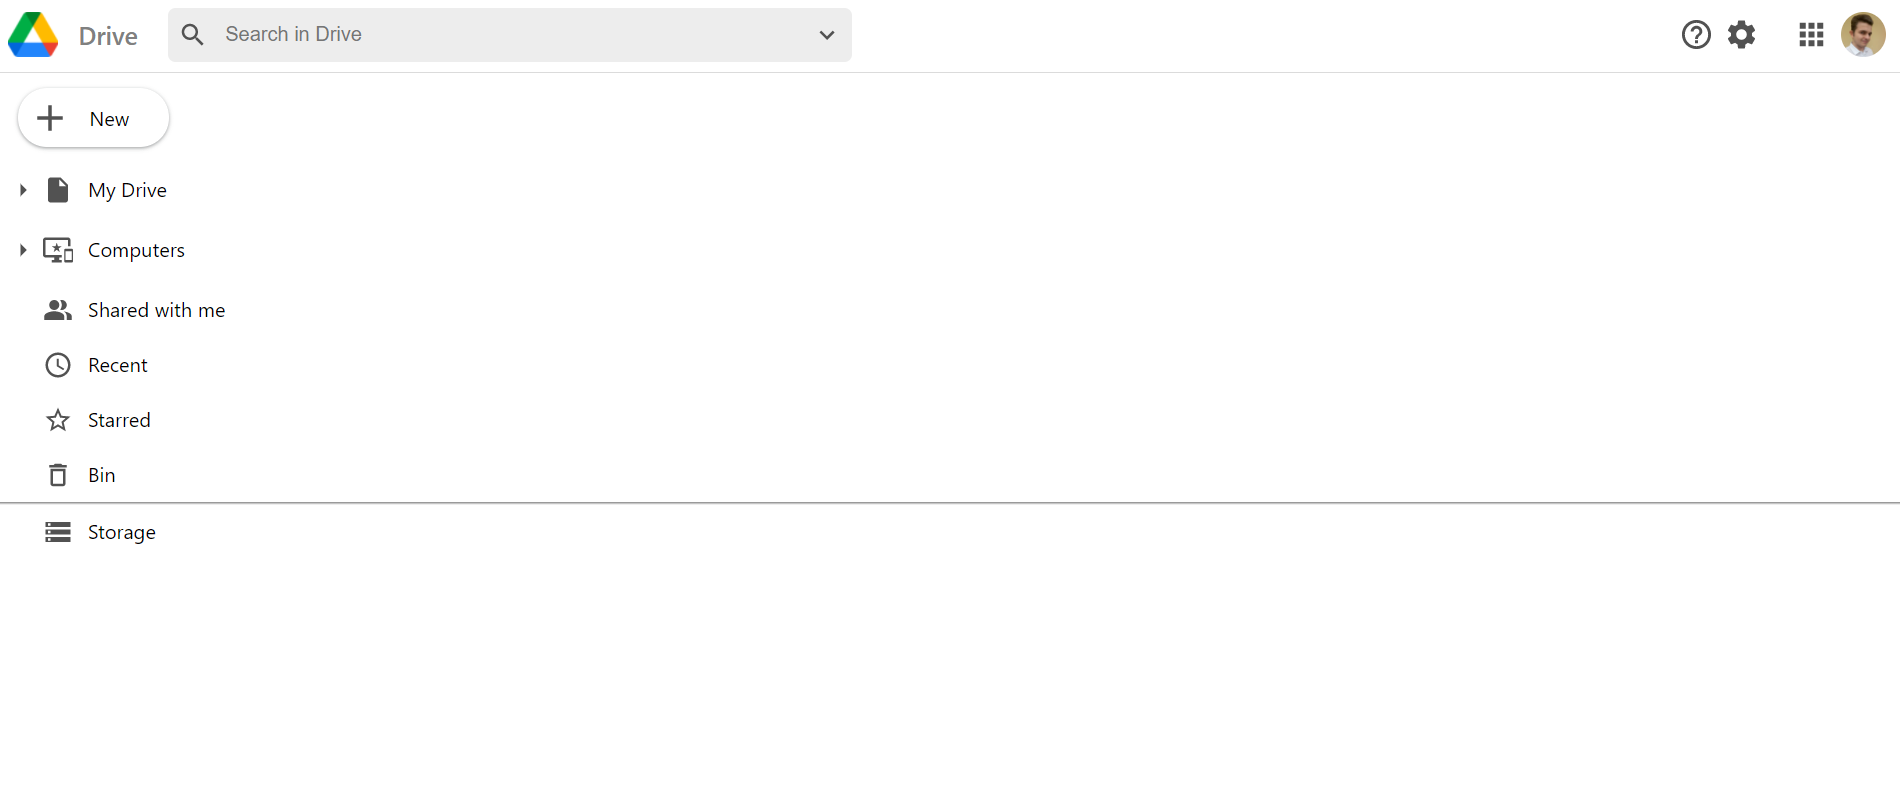 Drive
Search in Drive
New
My Drive
Computers
Shared with me
Recent
Starred
Bin
Storage